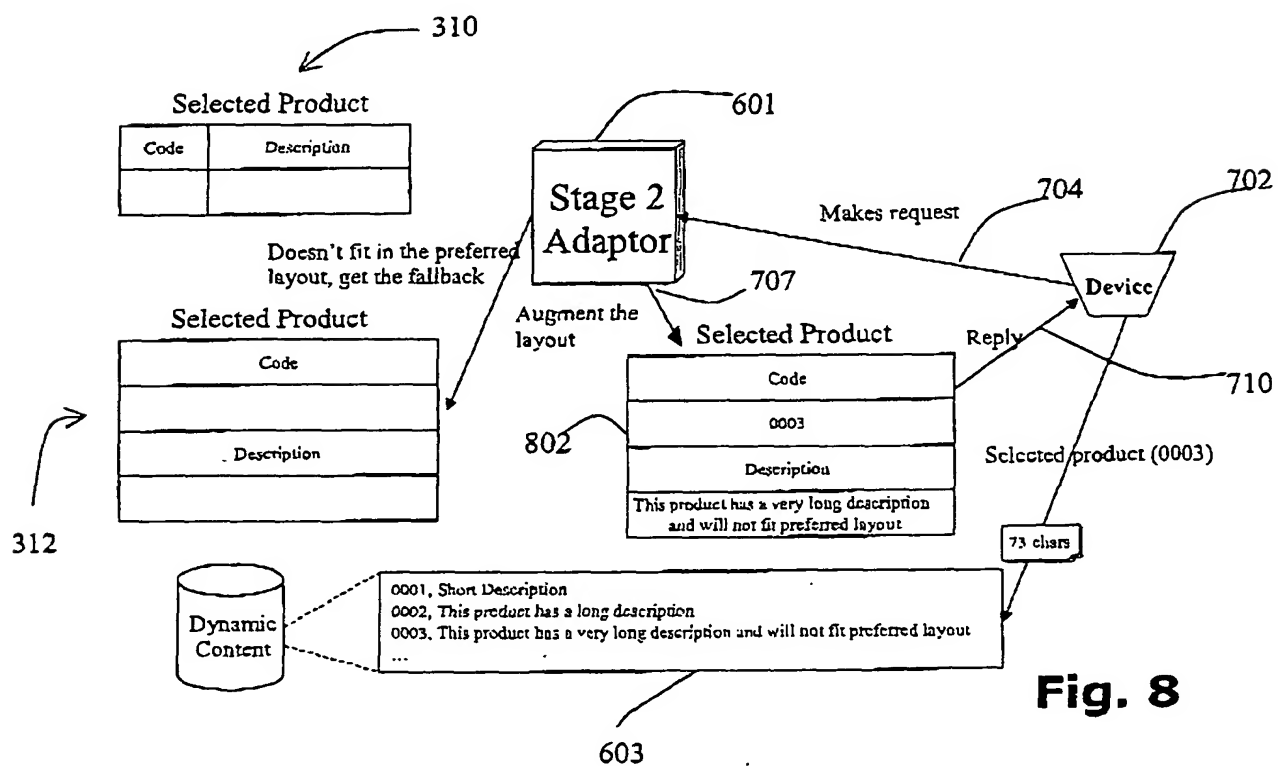 310
Selected Product
Code Description
601
Stage 2
Adaptor
Makes request
704
702
Device
Doesn't fit in the preferred
layout, get the fallback
707
Augment the
layout
Selected Product
Code
Description
312
Selected Product
Code
0003
Description
This product has a very long description
and will not fit preferred layout
802
Reply
710
Selected product (0003)
73 chars
Dynamic
Content
0001, Short Description
0002, This product has a long description
0003, This product has a very long description and will not fit preferred layout
...
603
Fig. 8